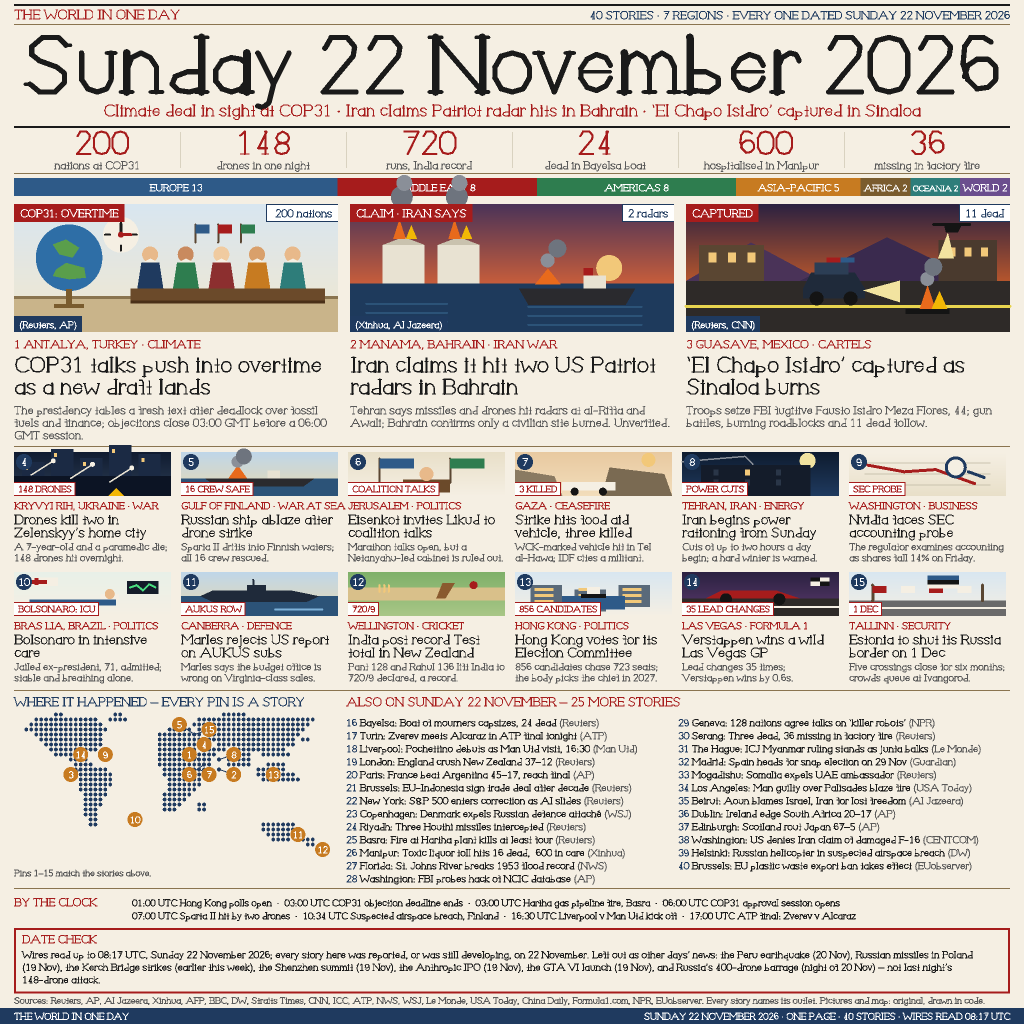 THE WORLD IN ONE DAY
40 STORIES · 7 REGIONS · EVERY ONE DATED SUNDAY 22 NOVEMBER 2026
Sunday 22 November 2026
Climate deal in sight at COP31 · Iran claims Patriot radar hits in Bahrain · ‘El Chapo Isidro’ captured in Sinaloa
200
nations at COP31
148
drones in one night
720
runs, India record
24
dead in Bayelsa boat
600
hospitalised in Manipur
36
missing in factory fire
EUROPE 13
8
AMERICAS 8
ASIA-PACIFIC 5
AFRICA 2
OCEANIA 2
WORLD 2
COP31: OVERTIME
200 nations
(Reuters, AP)
CLAIM · IRAN SAYS
2 radars
(Xinhua, Al Jazeera)
CAPTURED
11 dead
(Reuters, CNN)
1 ANTALYA, TURKEY · CLIMATE
COP31 talks push into overtime
as a new draft lands
The presidency tables a fresh text after deadlock over fossil
fuels and finance; objections close 03:00 GMT before a 06:00
GMT session.
2 MANAMA, BAHRAIN · IRAN WAR
Iran claims it hit two US Patriot
radars in Bahrain
Tehran says missiles and drones hit radars at al-Riffa and
Awali; Bahrain confirms only a civilian site burned. Unverified.
3 GUASAVE, MEXICO · CARTELS
‘El Chapo Isidro’ captured as
Sinaloa burns
Troops seize FBI fugitive Fausto Isidro Meza Flores, 44; gun
battles, burning roadblocks and 11 dead follow.
4
148 DRONES
KRYVYI RIH, UKRAINE · WAR
Drones kill two in
Zelenskyy's home city
A 7-year-old and a paramedic die;
148 drones hit overnight.
5
16 CREW SAFE
GULF OF FINLAND · WAR AT SEA
Russian ship ablaze after
drone strike
Sparta II drifts into Finnish waters;
all 16 crew rescued.
6
COALITION TALKS
JERUSALEM · POLITICS
Eisenkot invites Likud to
coalition talks
Marathon talks open, but a
Netanyahu-led cabinet is ruled out.
7
3 KILLED
GAZA · CEASEFIRE
Strike hits food aid
vehicle, three killed
WCK-marked vehicle hit in Tel
al-Hawa; IDF cites a militant.
8
POWER CUTS
TEHRAN, IRAN · ENERGY
Iran begins power
rationing from Sunday
Cuts of up to two hours a day
begin; a hard winter is warned.
9
SEC PROBE
WASHINGTON · BUSINESS
Nvidia faces SEC
accounting probe
The regulator examines accounting
as shares fall 14% on Friday.
10
BOLSONARO: ICU
BRAS LIA, BRAZIL · POLITICS
Bolsonaro in intensive
care
Jailed ex-president, 71, admitted;
stable and breathing alone.
11
AUKUS ROW
CANBERRA · DEFENCE
Marles rejects US report
on AUKUS subs
Marles says the budget office is
wrong on Virginia-class sales.
12
720/9
WELLINGTON · CRICKET
India post record Test
total in New Zealand
Pant 128 and Rahul 136 lift India to
720/9 declared, a record.
13
856 CANDIDATES
HONG KONG · POLITICS
Hong Kong votes for its
Election Committee
856 candidates chase 723 seats;
the body picks the chief in 2027.
14
35 LEAD CHANGES
LAS VEGAS · FORMULA 1
Verstappen wins a wild
Las Vegas GP
Lead changes 35 times;
Verstappen wins by 0.6s.
15
1 DEC
TALLINN · SECURITY
Estonia to shut its Russia
border on 1 Dec
Five crossings close for six months;
crowds queue at Ivangorod.
WHERE IT HAPPENED — EVERY PIN IS A STORY
5
15
4
14
9
1
8
3
6
7
2
13
10
11
12
Pins 1–15 match the stories above.
ALSO ON SUNDAY 22 NOVEMBER — 25 MORE STORIES
16 Bayelsa: Boat of mourners capsizes, 24 dead (Reuters)
17 Turin: Zverev meets Alcaraz in ATP final tonight (ATP)
18 Liverpool: Pochettino debuts as Man Utd visit, 16:30 (Man Utd)
19 London: England crush New Zealand 37–12 (Reuters)
20 Paris: France beat Argentina 45–17, reach final (AP)
21 Brussels: EU-Indonesia sign trade deal after decade (Reuters)
22 New York: S&P 500 enters correction as AI slides (Reuters)
23 Copenhagen: Denmark expels Russian defence attaché (WSJ)
24 Riyadh: Three Houthi missiles intercepted (Reuters)
25 Basra: Fire at Hartha plant kills at least four (Reuters)
26 Manipur: Toxic liquor toll hits 16 dead, 600 in care (Xinhua)
27 Florida: St. Johns River breaks 1953 flood record (NWS)
28 Washington: FBI probes hack of NCIC database (AP)
29 Geneva: 128 nations agree talks on ‘killer robots’ (NPR)
30 Serang: Three dead, 36 missing in factory fire (Reuters)
31 The Hague: ICJ Myanmar ruling stands as junta balks (Le Monde)
32 Madrid: Spain heads for snap election on 29 Nov (Guardian)
33 Mogadishu: Somalia expels UAE ambassador (Reuters)
34 Los Angeles: Man guilty over Palisades blaze fire (USA Today)
35 Beirut: Aoun blames Israel, Iran for lost freedom (Al Jazeera)
36 Dublin: Ireland edge South Africa 20–17 (AP)
37 Edinburgh: Scotland rout Japan 67–5 (AP)
38 Washington: US denies Iran claim of damaged F-16 (CENTCOM)
39 Helsinki: Russian helicopter in suspected airspace breach (DW)
40 Brussels: EU plastic waste export ban takes effect (EUobserver)
BY THE CLOCK
01:00 UTC Hong Kong polls open · 03:00 UTC COP31 objection deadline ends · 03:00 UTC Hartha gas pipeline fire, Basra · 06:00 UTC COP31 approval session opens
07:00 UTC Sparta II hit by two drones · 10:34 UTC Suspected airspace breach, Finland · 16:30 UTC Liverpool v Man Utd kick off · 17:00 UTC ATP final: Zverev v Alcaraz
DATE CHECK
Wires read up to 08:17 UTC, Sunday 22 November 2026; every story here was reported, or was still developing, on 22 November. Left out as other days' news: the Peru earthquake (20 Nov), Russian missiles in Poland
(19 Nov), the Kerch Bridge strikes (earlier this week), the Shenzhen summit (19 Nov), the Anthropic IPO (19 Nov), the GTA VI launch (19 Nov), and Russia's 400-drone barrage (night of 20 Nov) — not last night's
148-drone attack.
Sources: Reuters, AP, Al Jazeera, Xinhua, AFP, BBC, DW, Straits Times, CNN, ICC, ATP, NWS, WSJ, Le Monde, USA Today, China Daily, Formula1.com, NPR, EUobserver. Every story names its outlet. Pictures and map: original, drawn in code.
THE WORLD IN ONE DAY
SUNDAY 22 NOVEMBER 2026 · ONE PAGE · 40 STORIES · WIRES READ 08:17 UTC